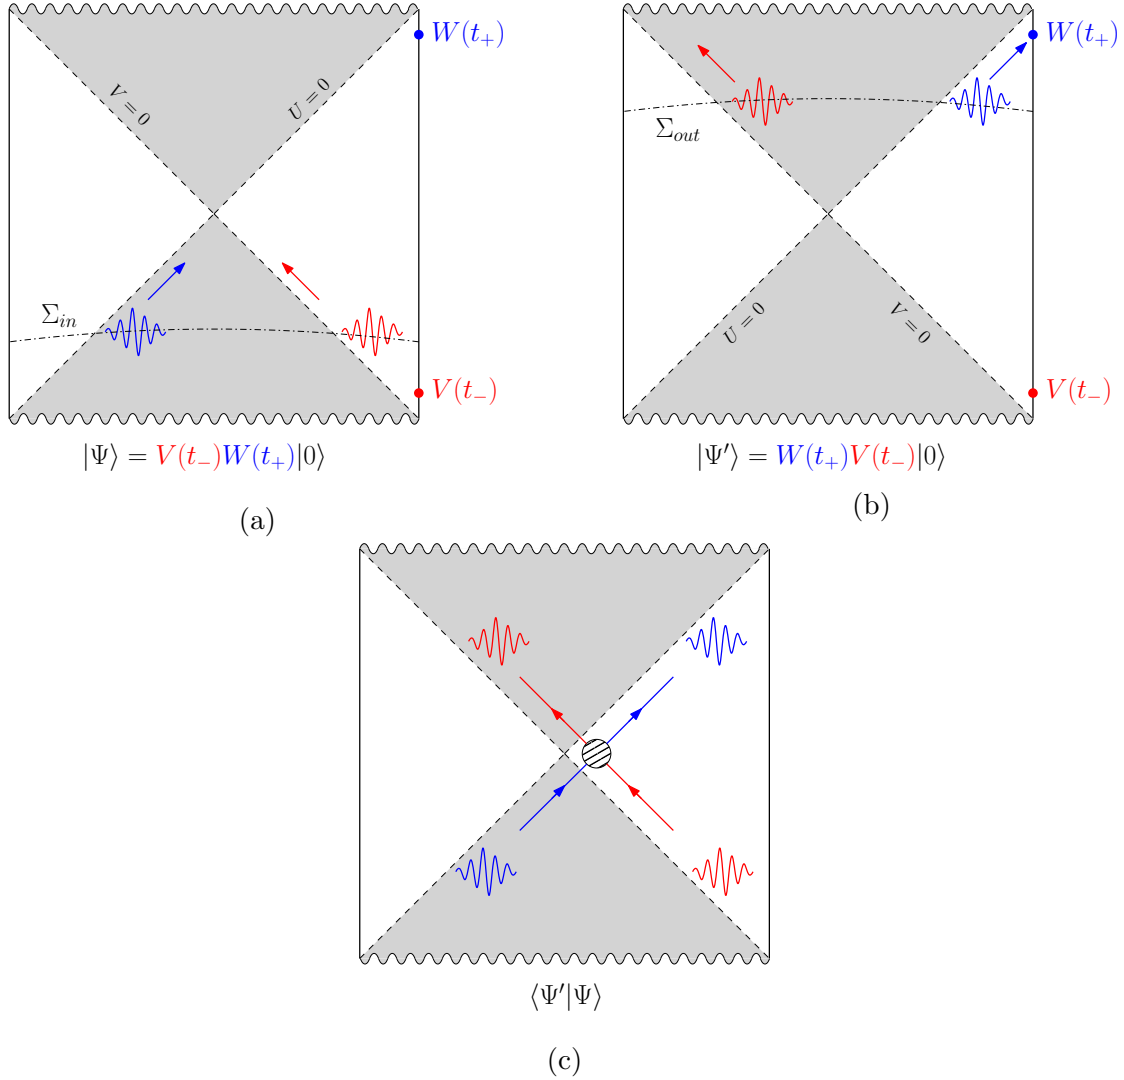 W(t₊)
V = 0
U = 0
Σ_in
V(t₋)
|Ψ⟩ = V(t₋)W(t₊)|0⟩
(a)
W(t₊)
Σ_out
U = 0
V = 0
V(t₋)
|Ψ′⟩ = W(t₊)V(t₋)|0⟩
(b)
⟨Ψ′|Ψ⟩
(c)